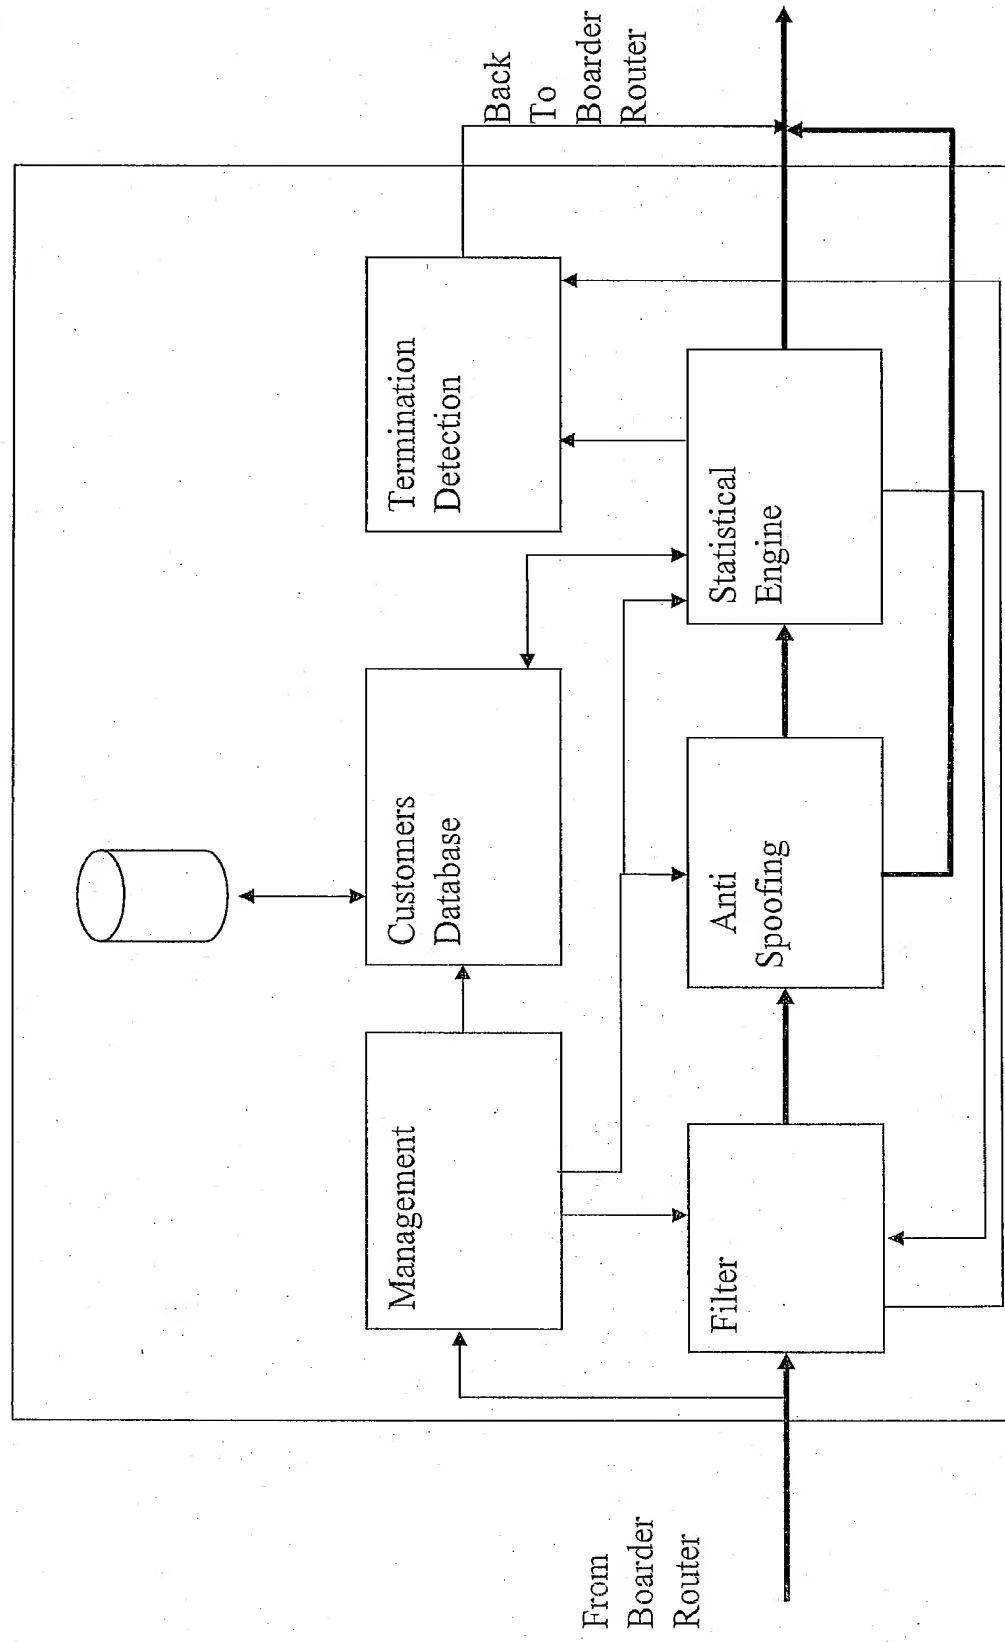 From
Boarder
Router
Management
Customers
Database
Termination
Detection
Back
To
Boarder
Router
Filter
Anti
Spoofing
Statistical
Engine